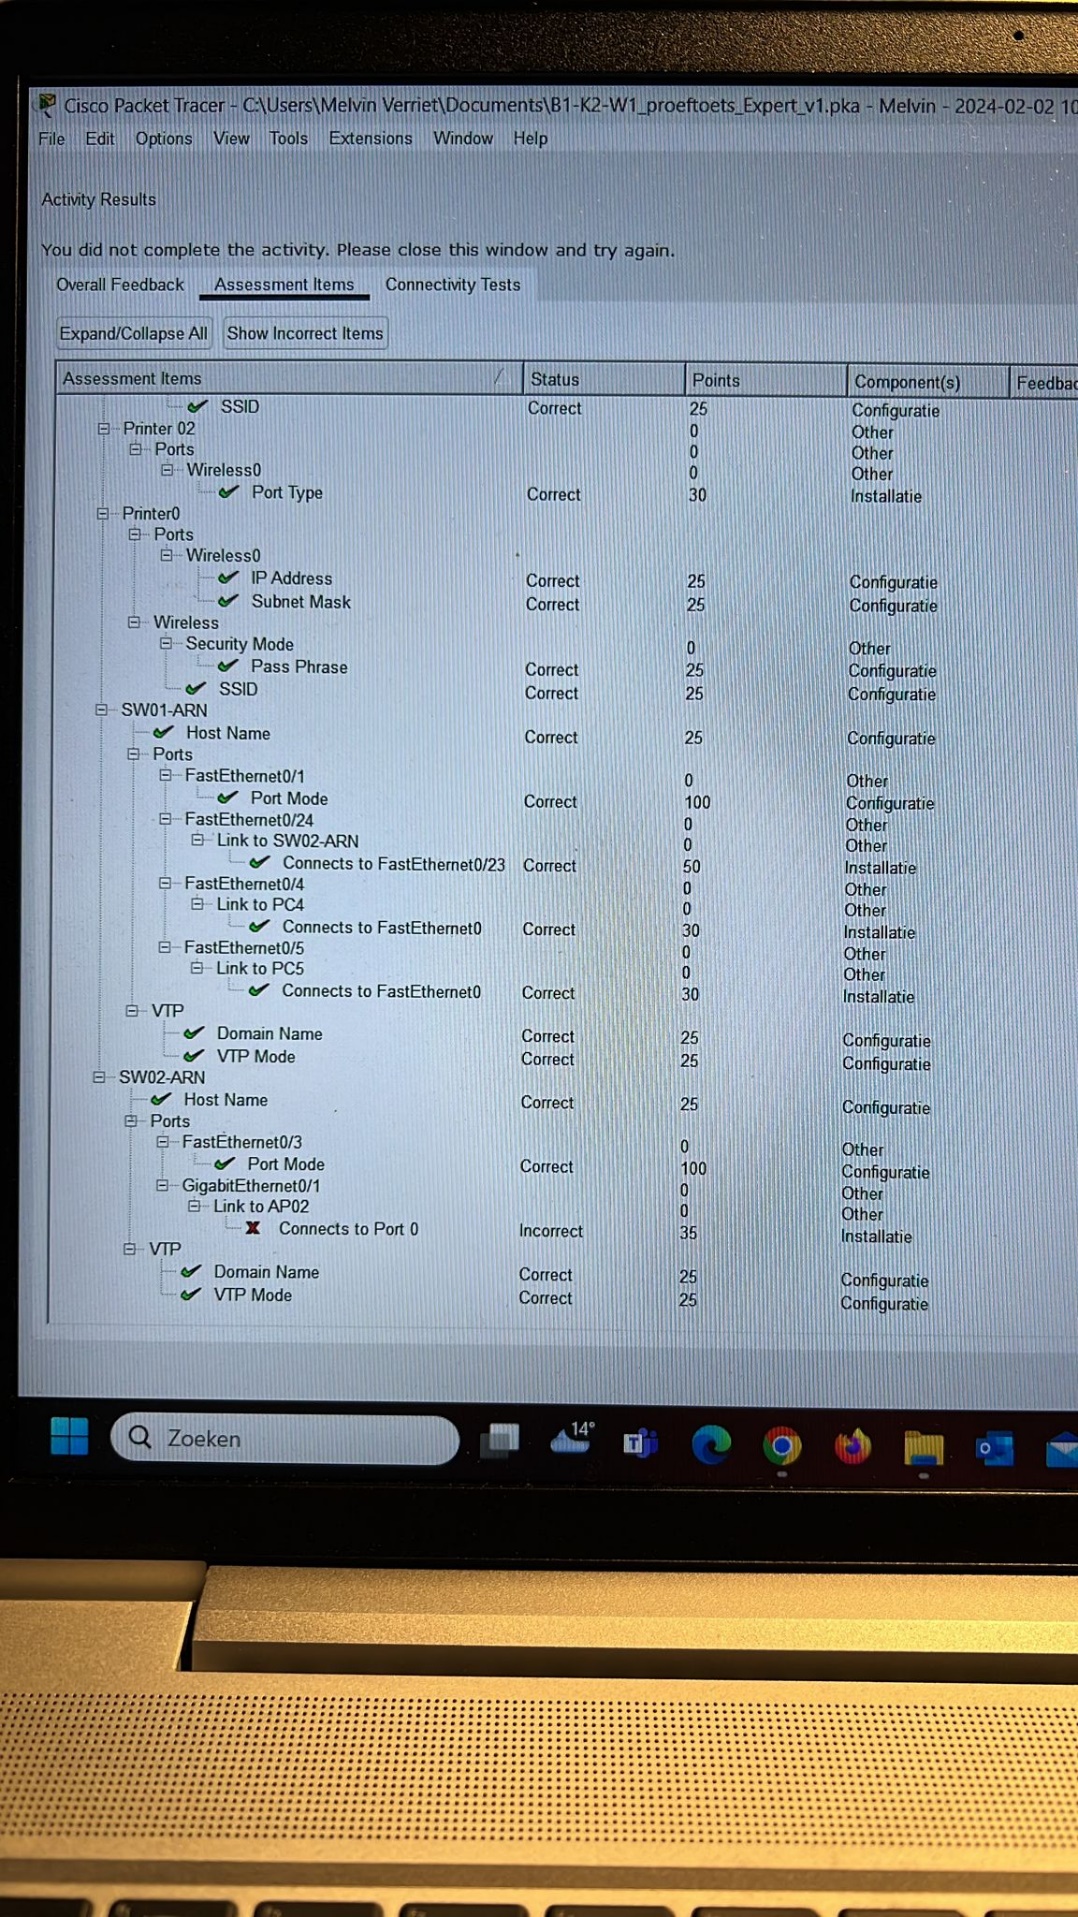 Cisco Packet Tracer - C:\Users\Melvin Verriet\Documents\B1-K2-W1_proeftoets_Expert_v1.pka - Melvin - 2024-02-02 10
File Edit Options View Tools Extensions Window Help
Activity Results
You did not complete the activity. Please close this window and try again.
Overall Feedback Assessment Items Connectivity Tests
Expand/Collapse All Show Incorrect Items
Assessment Items Status Points Component(s) Feedbac
SSID Correct 25 Configuratie
Printer 02 0 Other
Ports 0 Other
Wireless0 0 Other
Port Type Correct 30 Installatie
Printer0
Ports
Wireless0
IP Address Correct 25 Configuratie
Subnet Mask Correct 25 Configuratie
Wireless
Security Mode 0 Other
Pass Phrase Correct 25 Configuratie
SSID Correct 25 Configuratie
SW01-ARN
Host Name Correct 25 Configuratie
Ports
FastEthernet0/1 0 Other
Port Mode Correct 100 Configuratie
FastEthernet0/24 0 Other
Link to SW02-ARN 0 Other
Connects to FastEthernet0/23 Correct 50 Installatie
FastEthernet0/4 0 Other
Link to PC4 0 Other
Connects to FastEthernet0 Correct 30 Installatie
FastEthernet0/5 0 Other
Link to PC5 0 Other
Connects to FastEthernet0 Correct 30 Installatie
VTP
Domain Name Correct 25 Configuratie
VTP Mode Correct 25 Configuratie
SW02-ARN
Host Name Correct 25 Configuratie
Ports
FastEthernet0/3 0 Other
Port Mode Correct 100 Configuratie
GigabitEthernet0/1 0 Other
Link to AP02 0 Other
Connects to Port 0 Incorrect 35 Installatie
VTP
Domain Name Correct 25 Configuratie
VTP Mode Correct 25 Configuratie
Zoeken 14°